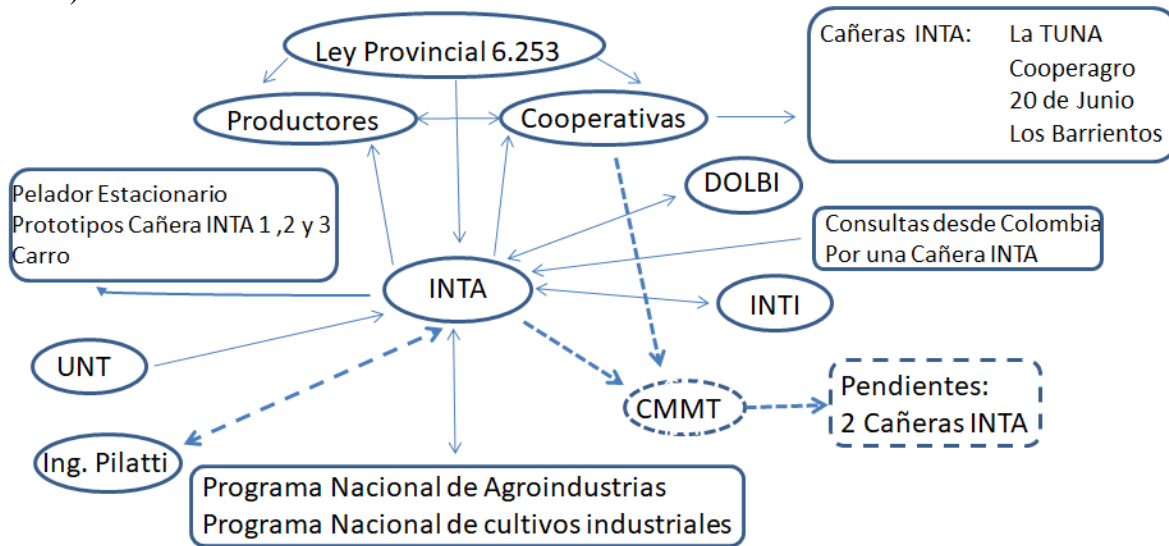 )
Ley Provincial 6.253
Cañeras INTA: La TUNA
Cooperagro
20 de Junio
Los Barrientos
Productores
Cooperativas
DOLBI
Pelador Estacionario
Prototipos Cañera INTA 1 ,2 y 3
Carro
Consultas desde Colombia
Por una Cañera INTA
INTA
INTI
UNT
Pendientes:
2 Cañeras INTA
CMMT
Ing. Pilatti
Programa Nacional de Agroindustrias
Programa Nacional de cultivos industriales